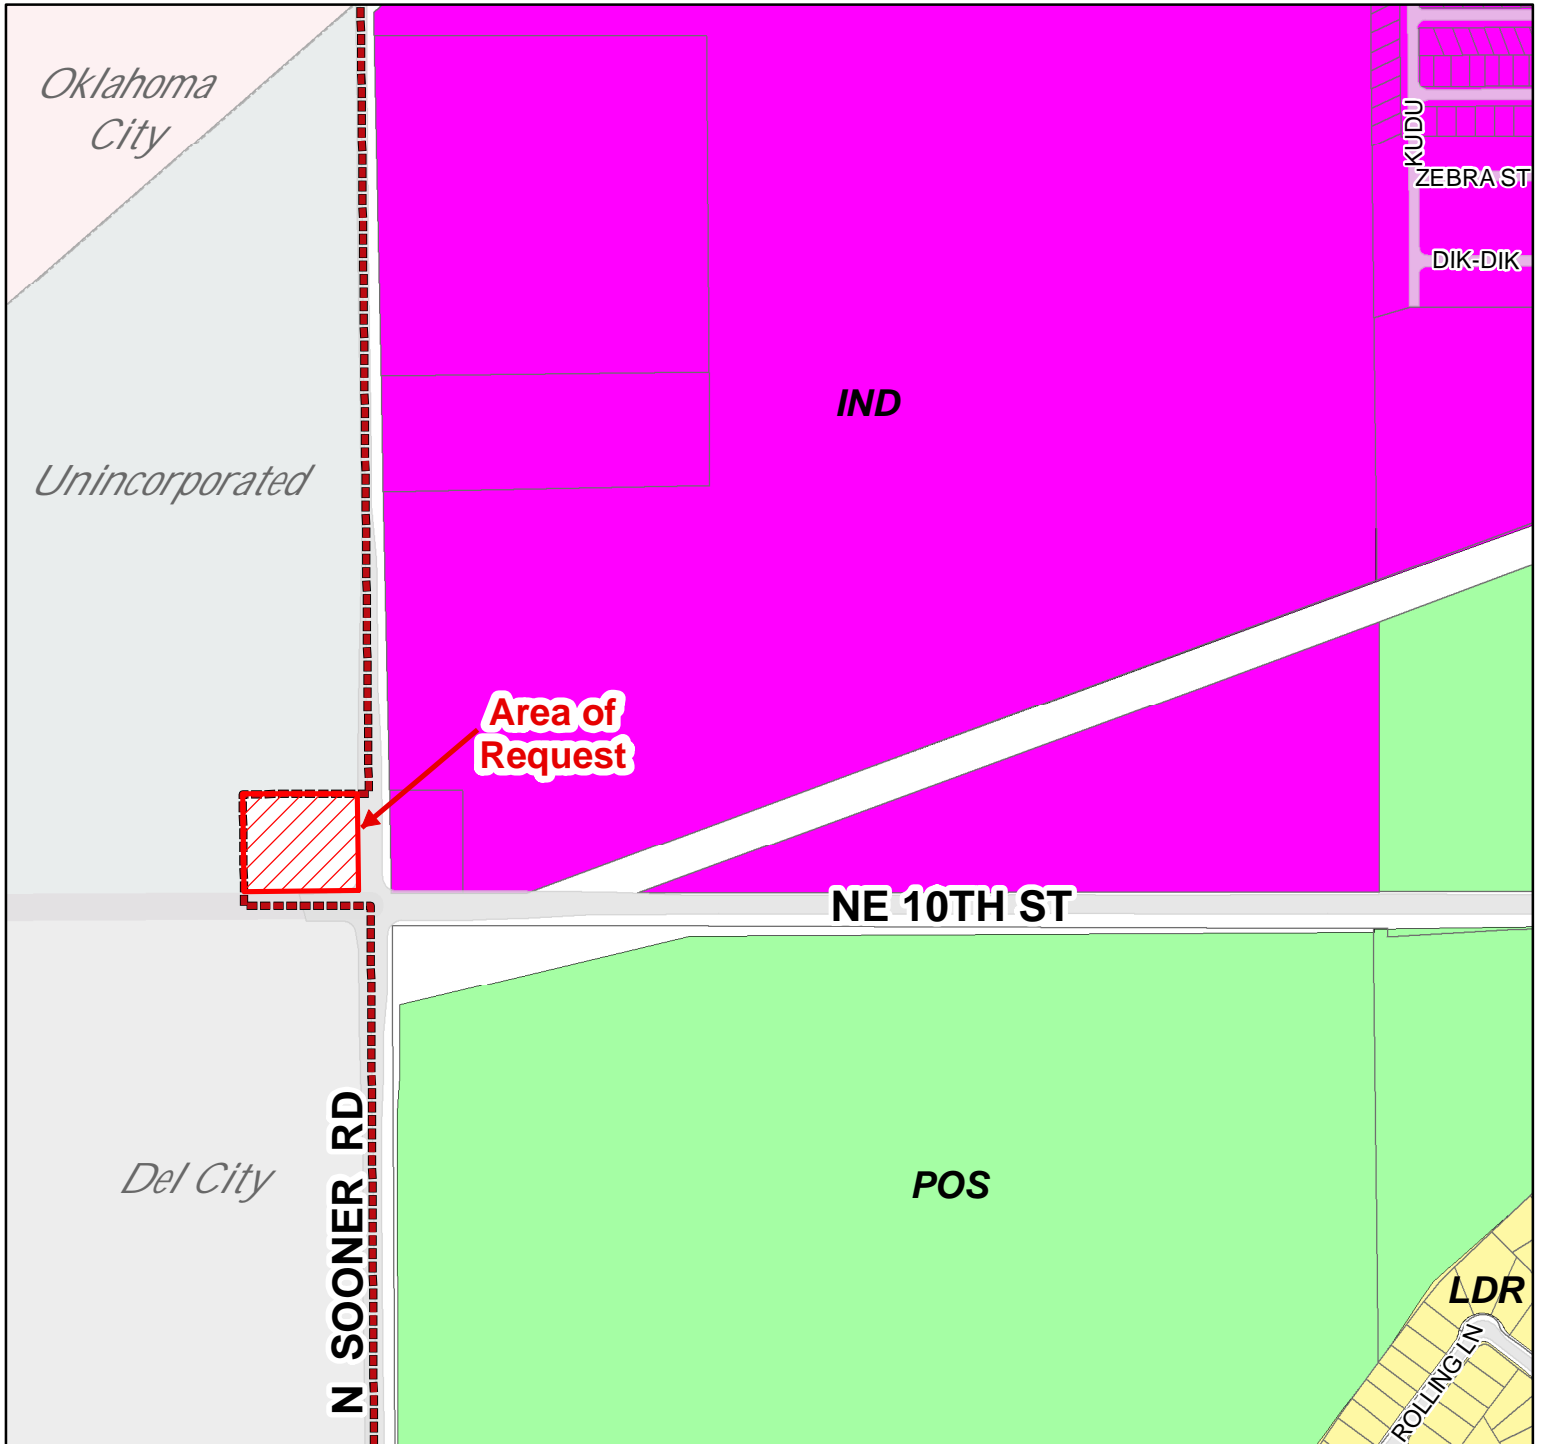 Oklahoma
City
KUDU
ZEBRA ST
DIK-DIK
IND
Unincorporated
Area of
Request
NE 10TH ST
N SOONER RD
Del City
POS
LDR
ROLLING LN